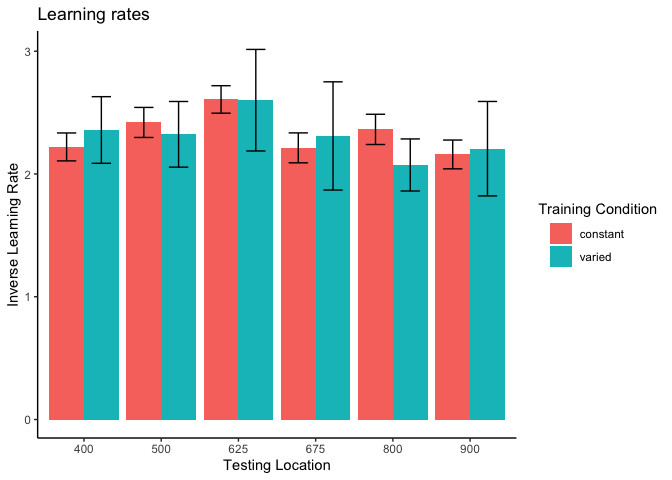 Learning rates
3
2
1
0
Inverse Learning Rate
400 500 625 675 800 900
Testing Location
Training Condition
constant
varied